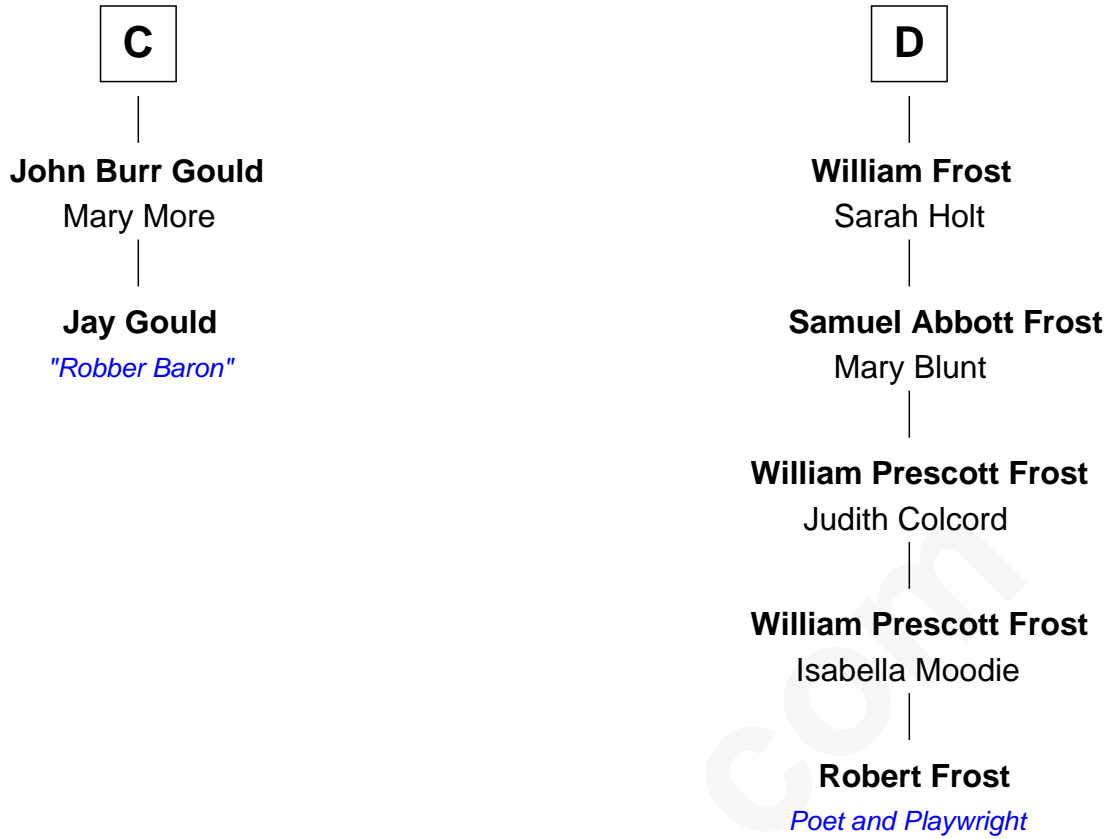 C
John Burr Gould
Mary More
Jay Gould
"Robber Baron"
D
William Frost
Sarah Holt
Samuel Abbott Frost
Mary Blunt
William Prescott Frost
Judith Colcord
William Prescott Frost
Isabella Moodie
Robert Frost
Poet and Playwright
com